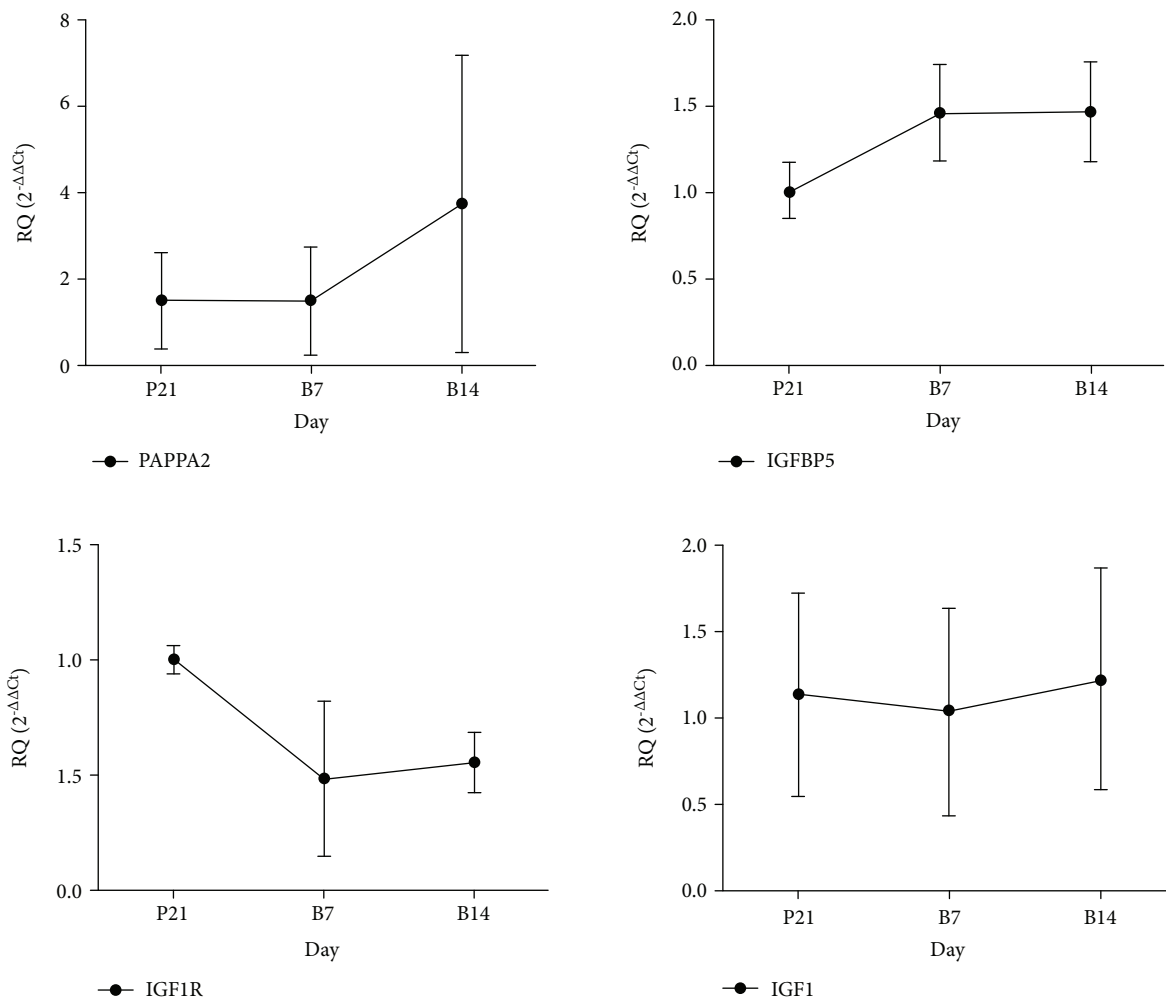 8
6
4
2
0
RQ (2^-ΔΔCt)
P21 B7 B14
Day
PAPPA2
2.0
1.5
1.0
0.5
0.0
RQ (2^-ΔΔCt)
P21 B7 B14
Day
IGFBP5
1.5
1.0
1.5
0.0
RQ (2^-ΔΔCt)
P21 B7 B14
Day
IGF1R
2.0
1.5
1.0
0.5
0.0
RQ (2^-ΔΔCt)
P21 B7 B14
Day
IGF1